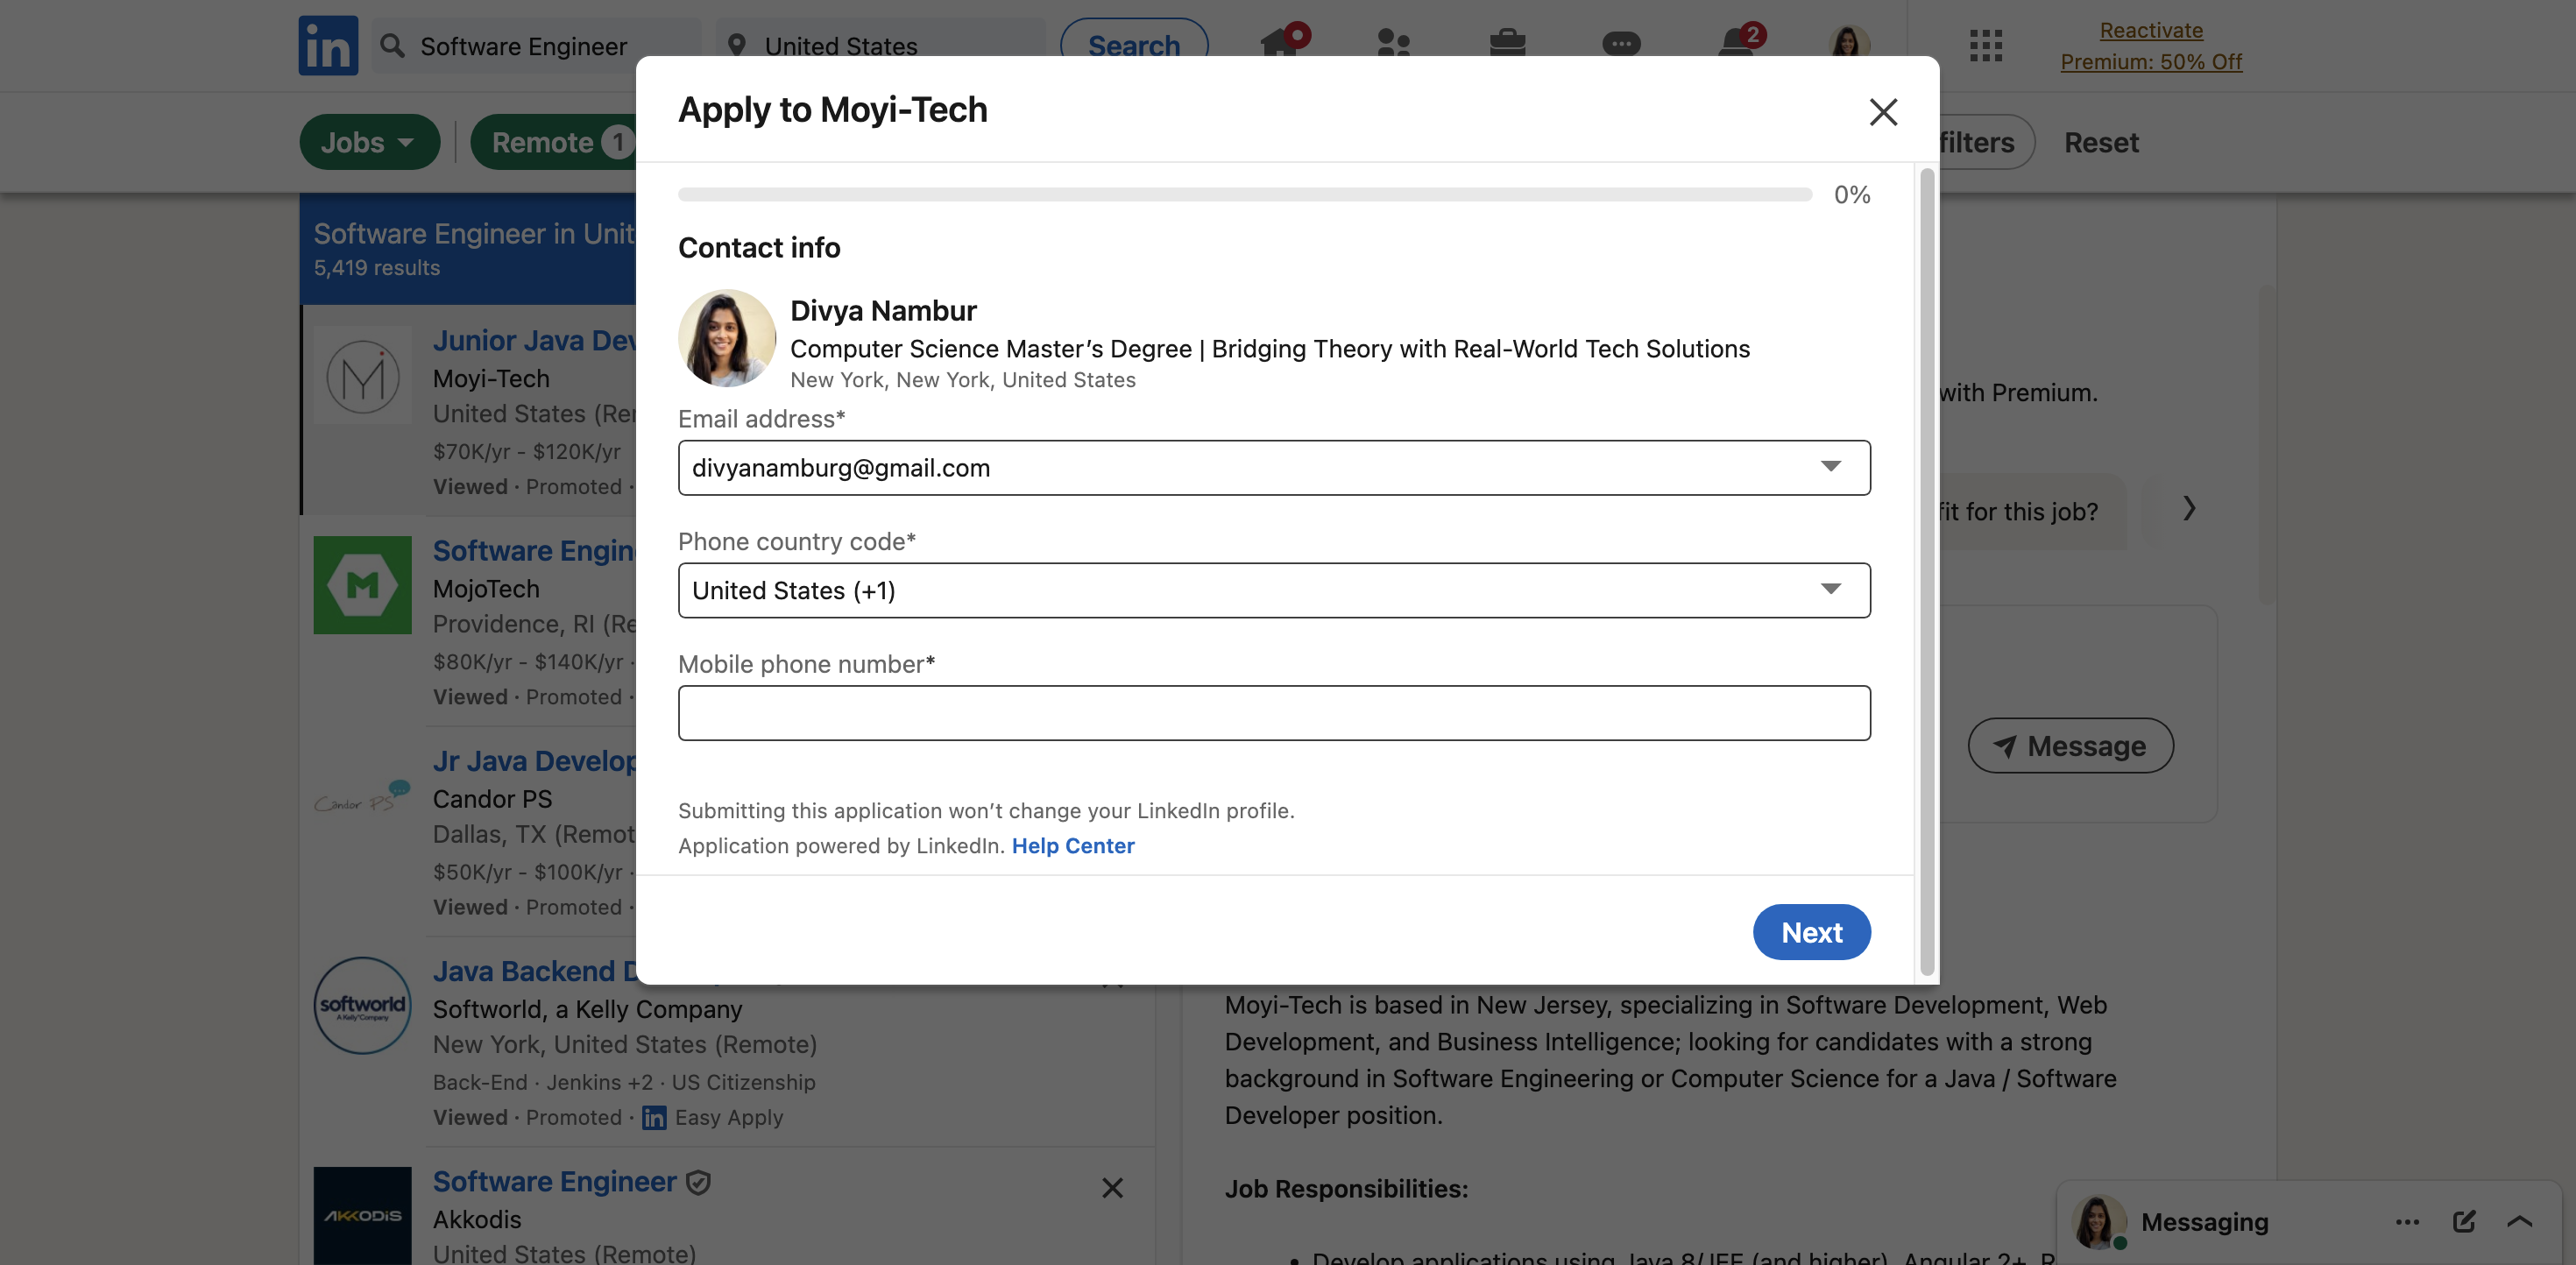 in
Software Engineer
United States
Search
2
Reactivate
Premium: 50% Off
Jobs
Remote 1
filters
Reset
Apply to Moyi-Tech
0%
Contact info
Divya Nambur
Computer Science Master's Degree | Bridging Theory with Real-World Tech Solutions
New York, New York, United States
Email address*
divyanamburg@gmail.com
Phone country code*
United States (+1)
Mobile phone number*
Submitting this application won't change your LinkedIn profile.
Application powered by LinkedIn. Help Center
Next
Software Engineer in Unit
5,419 results
Junior Java Dev
Moyi-Tech
United States (Re
$70K/yr - $120K/yr
Viewed · Promoted ·
Software Engin
MojoTech
Providence, RI (Re
$80K/yr - $140K/yr ·
Viewed · Promoted ·
Jr Java Develop
Candor PS
Candor PS
Dallas, TX (Remot
$50K/yr - $100K/yr ·
Viewed · Promoted ·
softworld
A Kelly Company
Java Backend D
Softworld, a Kelly Company
New York, United States (Remote)
Back-End · Jenkins +2 · US Citizenship
Viewed · Promoted · in Easy Apply
AKKODIS
Software Engineer
Akkodis
United States (Remote)
with Premium.
fit for this job?
Message
Moyi-Tech is based in New Jersey, specializing in Software Development, Web
Development, and Business Intelligence; looking for candidates with a strong
background in Software Engineering or Computer Science for a Java / Software
Developer position.
Job Responsibilities:
• Develop applications using Java 8/JEE (and higher), Angular 2+, R
Messaging